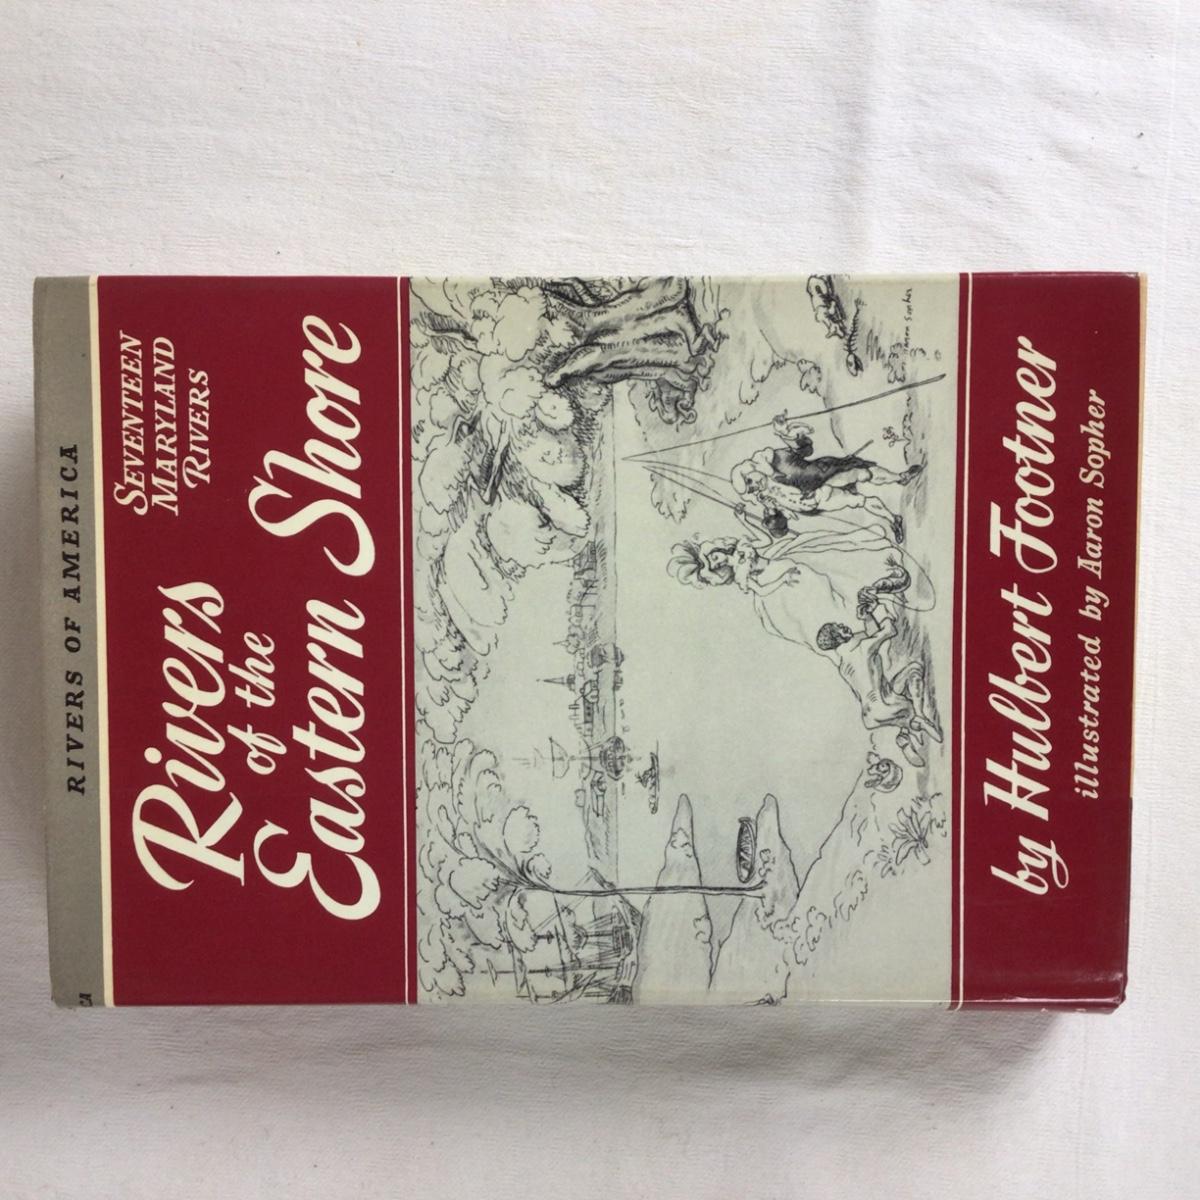 RIVERS OF AMERICA
SEVENTEEN
MARYLAND
RIVERS
Rivers
of the
Eastern Shore
Aaron Sopher
by Hulbert Footner
illustrated by Aaron Sopher